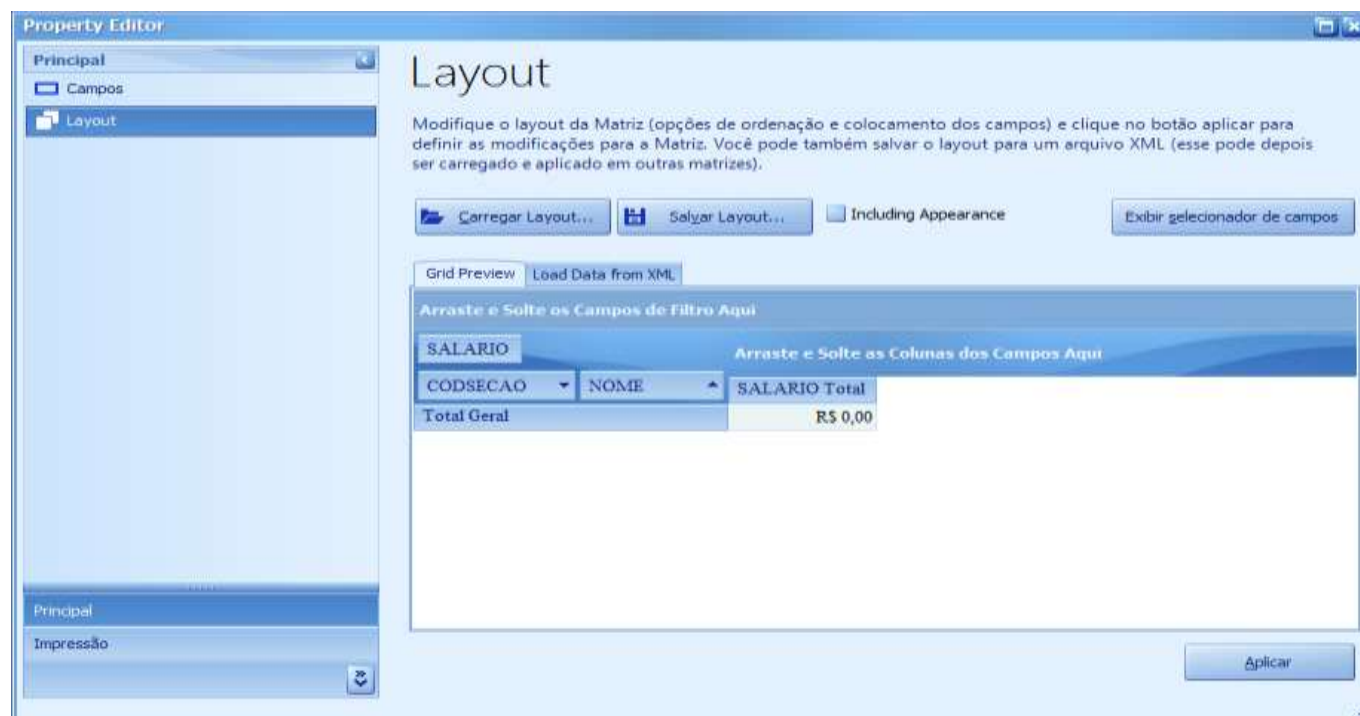 Property Editor
Principal
Campos
Layout
Layout
Modifique o layout da Matriz (opções de ordenação e colocamento dos campos) e clique no botão aplicar para
definir as modificações para a Matriz. Você pode também salvar o layout para um arquivo XML (esse pode depois
ser carregado e aplicado em outras matrizes).
Carregar Layout... Salvar Layout... Including Appearance Exibir selecionador de campos
Grid Preview Load Data from XML
Arraste e Solte os Campos de Filtro Aqui
SALARIO Arraste e Solte as Colunas dos Campos Aqui
CODSECAO NOME SALARIO Total
Total Geral R$ 0,00
Principal
Impressão
Aplicar